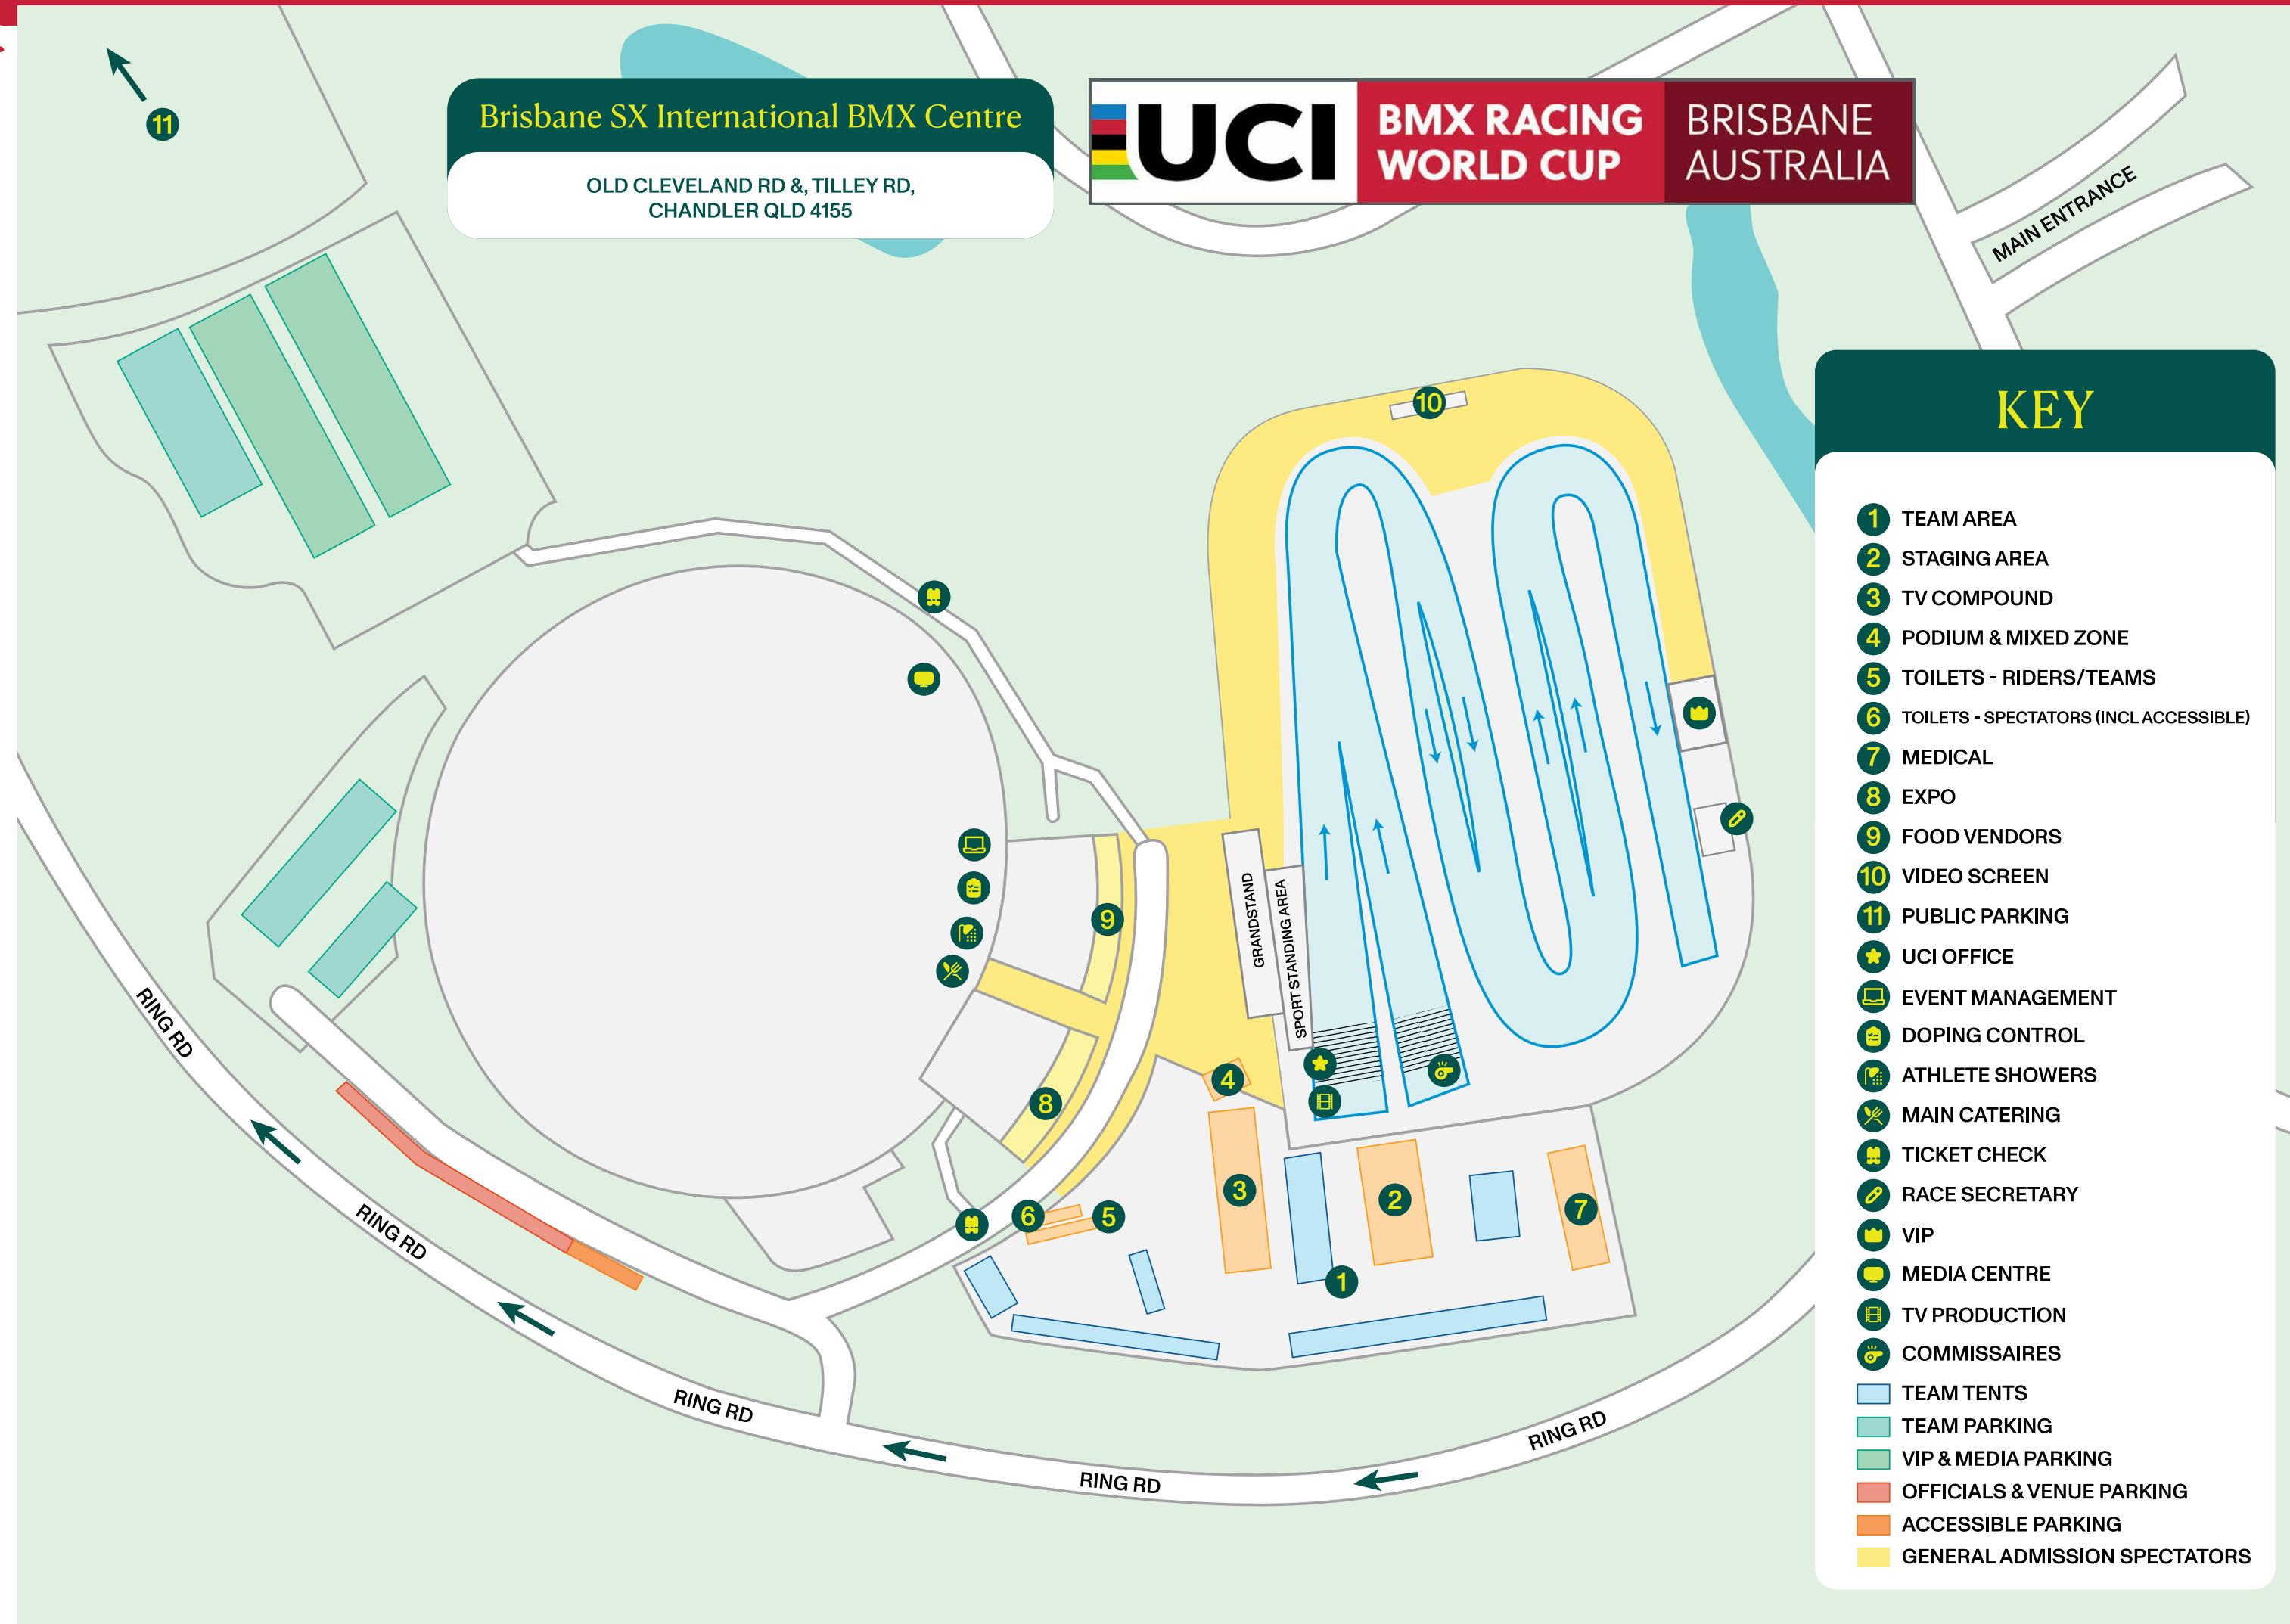 11
Brisbane SX International BMX Centre
OLD CLEVELAND RD &, TILLEY RD,
CHANDLER QLD 4155
UCI
BMX RACING
WORLD CUP
BRISBANE
AUSTRALIA
MAIN ENTRANCE
10
9
8
GRANDSTAND
SPORT STANDING AREA
4
3
2
7
6
5
1
RING RD
RING RD
RING RD
RING RD
RING RD
KEY
1 TEAM AREA
2 STAGING AREA
3 TV COMPOUND
4 PODIUM & MIXED ZONE
5 TOILETS - RIDERS/TEAMS
6 TOILETS - SPECTATORS (INCL ACCESSIBLE)
7 MEDICAL
8 EXPO
9 FOOD VENDORS
10 VIDEO SCREEN
11 PUBLIC PARKING
UCI OFFICE
EVENT MANAGEMENT
DOPING CONTROL
ATHLETE SHOWERS
MAIN CATERING
TICKET CHECK
RACE SECRETARY
VIP
MEDIA CENTRE
TV PRODUCTION
COMMISSAIRES
TEAM TENTS
TEAM PARKING
VIP & MEDIA PARKING
OFFICIALS & VENUE PARKING
ACCESSIBLE PARKING
GENERAL ADMISSION SPECTATORS